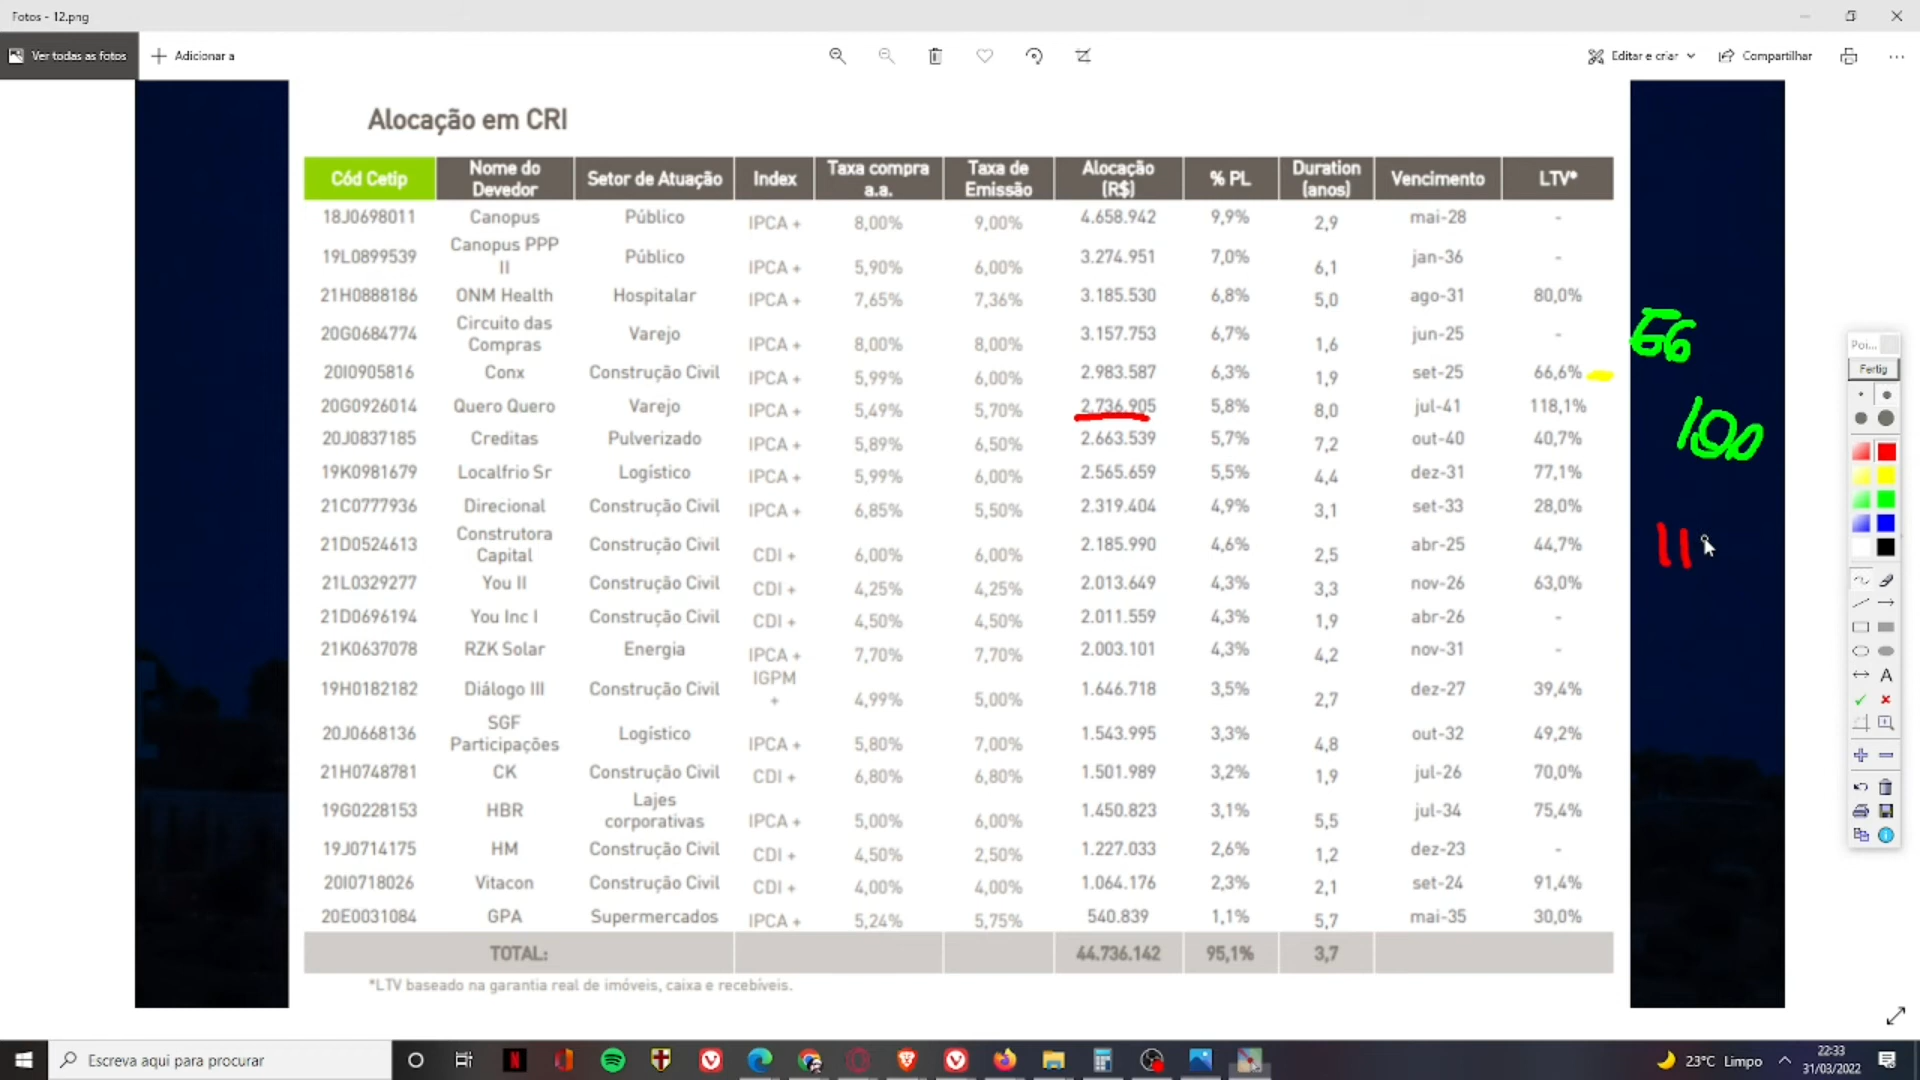 Fotos - 12.png
Ver todas as fotos
Adicionar a
Editar e criar
Compartilhar
Alocação em CRI
Cód Cetip Nome do Devedor Setor de Atuação Index Taxa compra a.a. Taxa de Emissão Alocação (R$) % PL Duration (anos) Vencimento LTV*
18J0698011 Canopus Público IPCA + 8,00% 9,00% 4.658.942 9,9% 2,9 mai-28 -
19L0899539 Canopus PPP II Público IPCA + 5,90% 6,00% 3.274.951 7,0% 6,1 jan-36 -
21H0888186 ONM Health Hospitalar IPCA + 7,65% 7,36% 3.185.530 6,8% 5,0 ago-31 80,0%
20G0684774 Circuito das Compras Varejo IPCA + 8,00% 8,00% 3.157.753 6,7% 1,6 jun-25 -
20I0905816 Conx Construção Civil IPCA + 5,99% 6,00% 2.983.587 6,3% 1,9 set-25 66,6%
20G0926014 Quero Quero Varejo IPCA + 5,49% 5,70% 2.736.905 5,8% 8,0 jul-41 118,1%
20J0837185 Creditas Pulverizado IPCA + 5,89% 6,50% 2.663.539 5,7% 7,2 out-40 40,7%
19K0981679 Localfrio Sr Logístico IPCA + 5,99% 6,00% 2.565.659 5,5% 4,4 dez-31 77,1%
21C0777936 Direcional Construção Civil IPCA + 6,85% 5,50% 2.319.404 4,9% 3,1 set-33 28,0%
21D0524613 Construtora Capital Construção Civil CDI + 6,00% 6,00% 2.185.990 4,6% 2,5 abr-25 44,7%
21L0329277 You II Construção Civil CDI + 4,25% 4,25% 2.013.649 4,3% 3,3 nov-26 63,0%
21D0696194 You Inc I Construção Civil CDI + 4,50% 4,50% 2.011.559 4,3% 1,9 abr-26 -
21K0637078 RZK Solar Energia IPCA + 7,70% 7,70% 2.003.101 4,3% 4,2 nov-31 -
19H0182182 Diálogo III Construção Civil IGPM + 4,99% 5,00% 1.646.718 3,5% 2,7 dez-27 39,4%
20J0668136 SGF Participações Logístico IPCA + 5,80% 7,00% 1.543.995 3,3% 4,8 out-32 49,2%
21H0748781 CK Construção Civil CDI + 6,80% 6,80% 1.501.989 3,2% 1,9 jul-26 70,0%
19G0228153 HBR Lajes corporativas IPCA + 5,00% 6,00% 1.450.823 3,1% 5,5 jul-34 75,4%
19J0714175 HM Construção Civil CDI + 4,50% 2,50% 1.227.033 2,6% 1,2 dez-23 -
20I0718026 Vitacon Construção Civil CDI + 4,00% 4,00% 1.064.176 2,3% 2,1 set-24 91,4%
20E0031084 GPA Supermercados IPCA + 5,24% 5,75% 540.839 1,1% 5,7 mai-35 30,0%
TOTAL: 44.736.142 95,1% 3,7
*LTV baseado na garantia real de imóveis, caixa e recebíveis.
100
11
Poi...
Fertig
A
Escreva aqui para procurar
23°C Limpo
22:33
31/03/2022